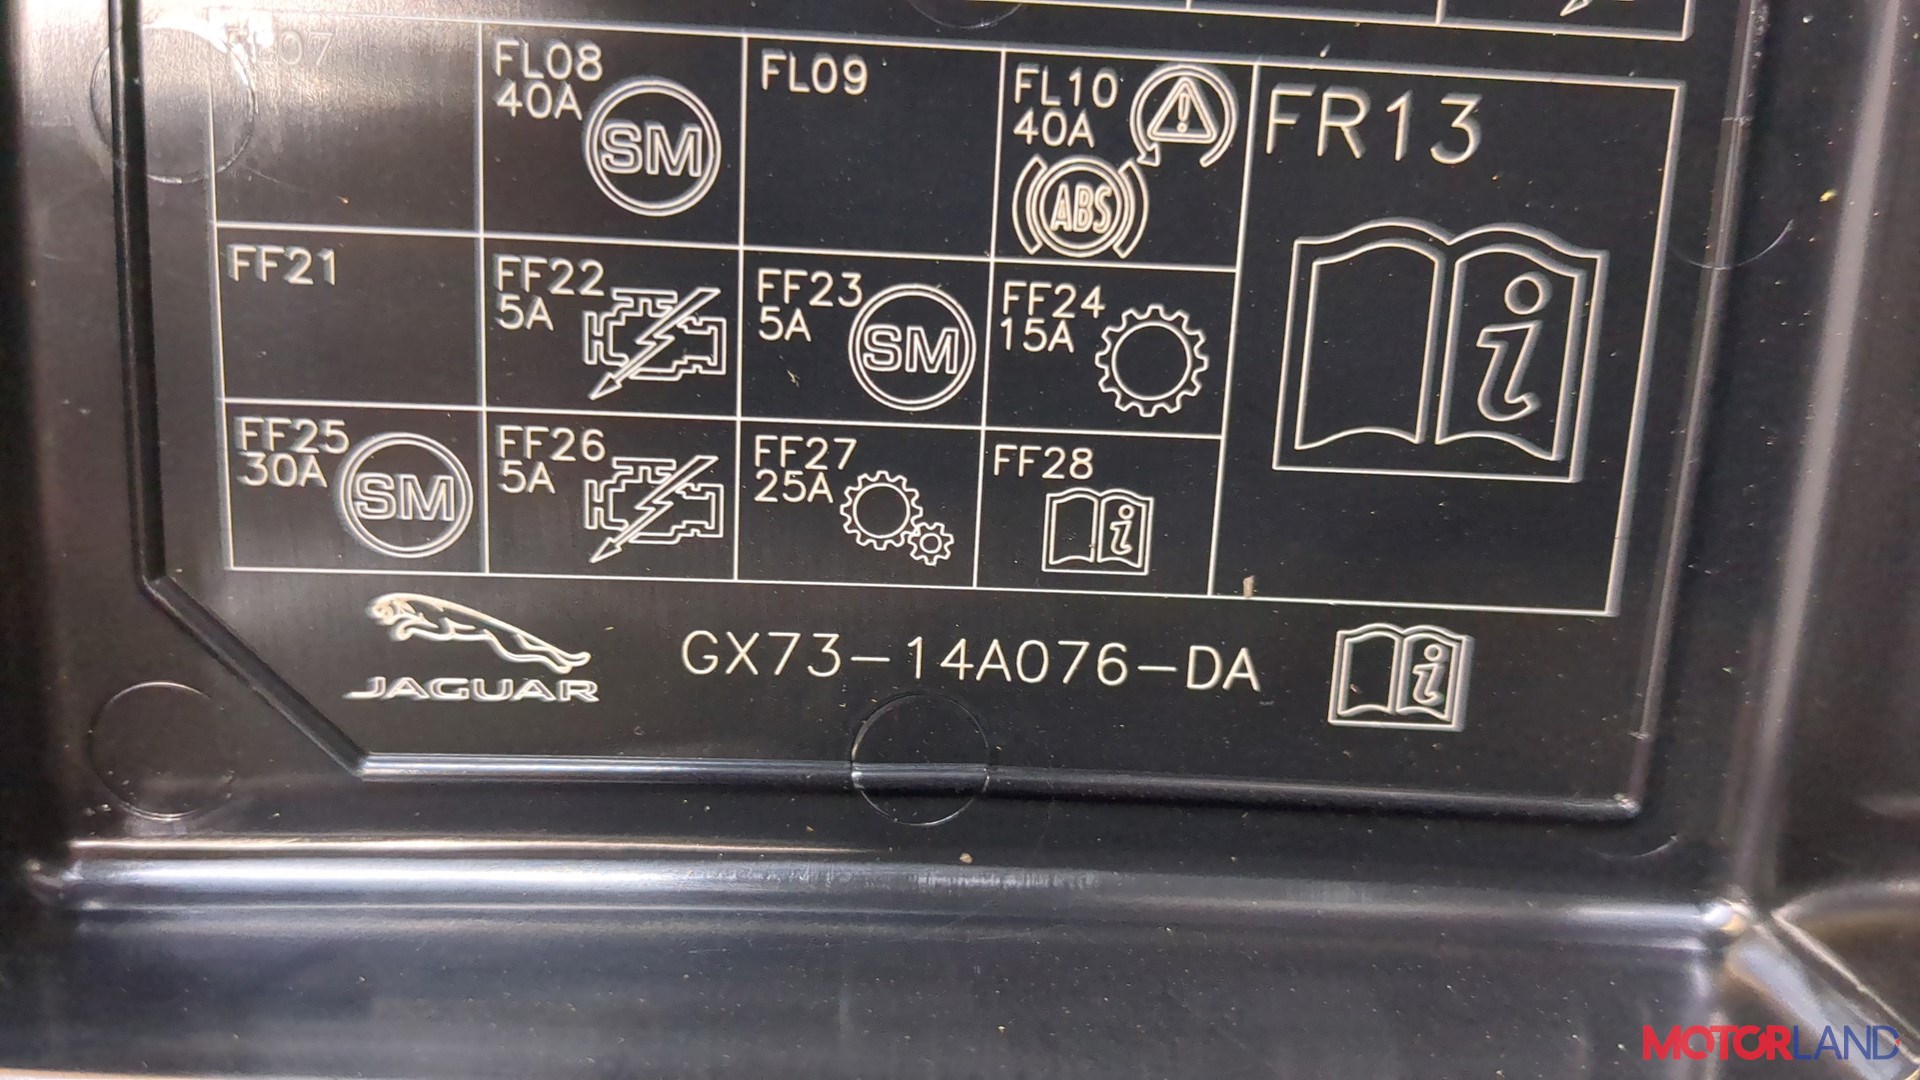 FL07
FL08
40A
SM
FL09
FL10
40A
ABS
FR13
FF21
FF22
5A
FF23
5A
SM
FF24
15A
i
FF25
30A
SM
FF26
5A
FF27
25A
FF28
i
JAGUAR
GX73-14A076-DA
i
MOTORLAND